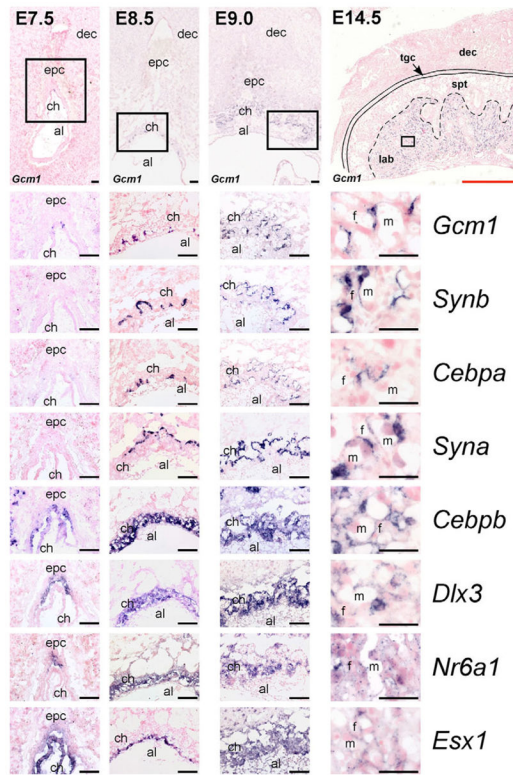 E7.5 E8.5 E9.0 E14.5
dec dec dec dec
epc epc epc tgc spt
ch ch ch
al al al lab
Gcm1 Gcm1 Gcm1
epc ch ch f m Gcm1
ch al al
epc ch ch f m Synb
ch al al
epc ch ch f m Cebpa
ch al al
epc ch ch f m Syna
ch al al m
epc ch ch m f Cebpb
ch al al
epc ch ch m Dlx3
ch al al f
epc ch ch f m Nr6a1
ch al al
epc ch ch f m Esx1
ch al al